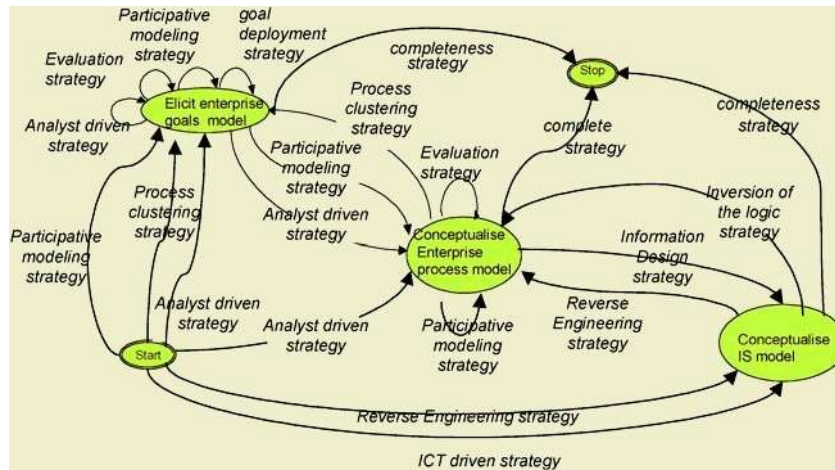 Participative
modeling
strategy
goal
deployment
strategy
Evaluation
strategy
completeness
strategy
Stop
Elicit enterprise
goals model
Process
clustering
strategy
completeness
strategy
Analyst driven
strategy
complete
strategy
Participative
modeling
strategy
Evaluation
strategy
Process
clustering
strategy
Inversion of
the logic
strategy
Analyst driven
strategy
Participative
modeling
strategy
Conceptualise
Enterprise
process model
Information
Design
strategy
Analyst driven
strategy
Analyst driven
strategy
Reverse
Engineering
strategy
Participative
modeling strategy
Start
Conceptualise
IS model
Reverse Engineering strategy
ICT driven strategy